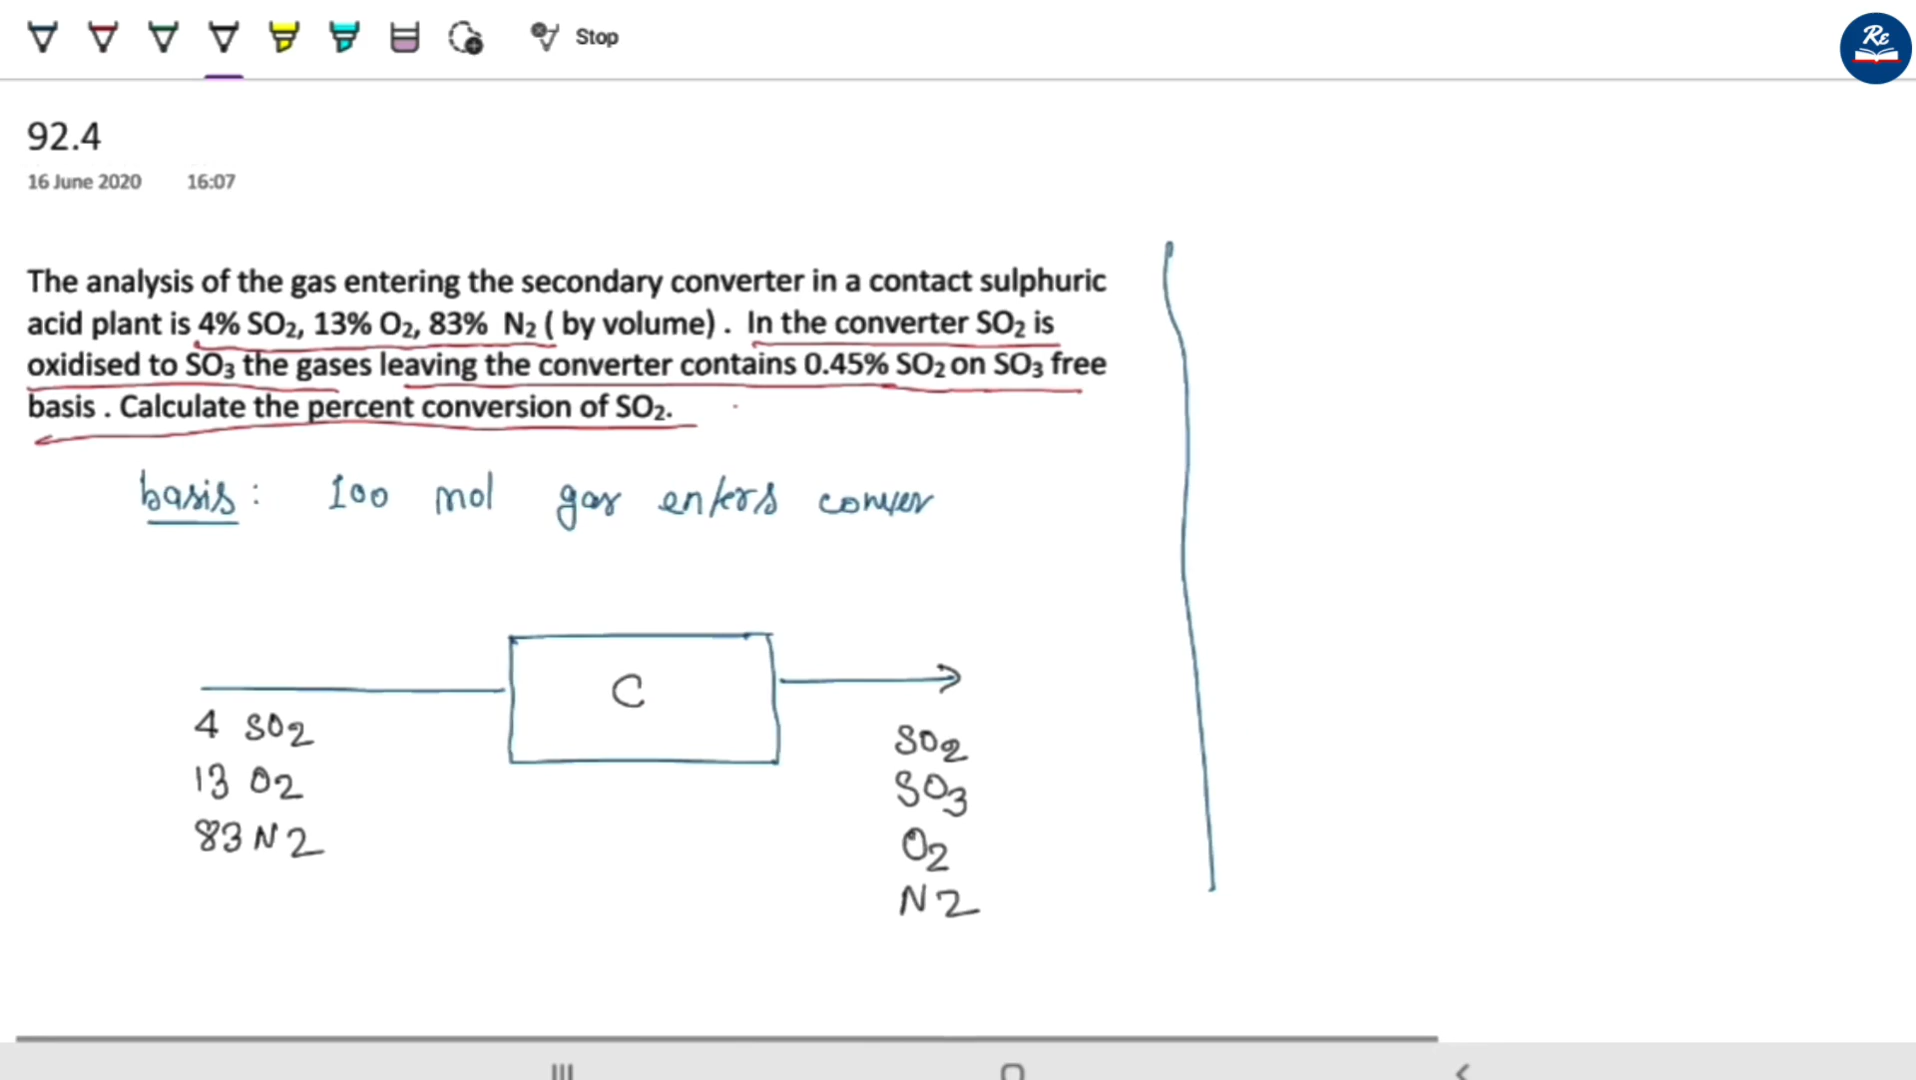 Stop
Re
92.4
16 June 2020 16:07
The analysis of the gas entering the secondary converter in a contact sulphuric
acid plant is 4% SO₂, 13% O₂, 83% N₂ ( by volume) . In the converter SO₂ is
oxidised to SO₃ the gases leaving the converter contains 0.45% SO₂ on SO₃ free
basis . Calculate the percent conversion of SO₂.
basis : 100 mol gas enters conver
C
4 SO2
13 O2
83 N2
SO2
SO3
O2
N2